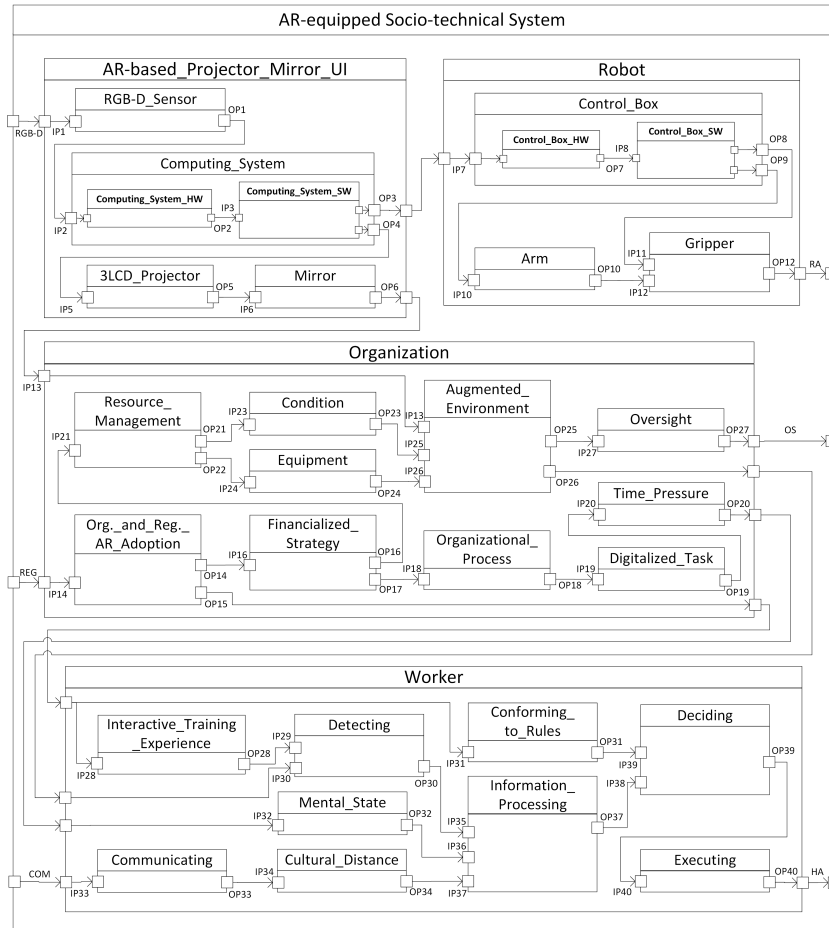 AR-equipped Socio-technical System
AR-based_Projector_Mirror_UI
Robot
RGB-D_Sensor
OP1
RGB-D
IP1
Computing_System
Computing_System_HW
Computing_System_SW
IP3
OP3
OP4
IP2
OP2
3LCD_Projector
OP5
Mirror
OP6
IP5
IP6
Control_Box
Control_Box_HW
IP8
Control_Box_SW
OP8
OP9
IP7
OP7
Arm
OP10
IP10
IP11
Gripper
OP12
RA
IP12
Organization
IP13
Resource_
Management
OP21
IP21
OP22
IP23
Condition
OP23
Equipment
IP24
OP24
IP13
Augmented_
Environment
IP25
IP26
OP25
OP26
Oversight
OP27
IP27
OS
Time_Pressure
IP20
OP20
Org._and_Reg._
AR_Adoption
REG
IP14
OP14
OP15
Financialized_
Strategy
IP16
OP16
OP17
Organizational_
Process
IP18
OP18
Digitalized_Task
IP19
OP19
Worker
Interactive_Training
_Experience
IP28
OP28
IP29
Detecting
IP30
OP30
Conforming_
to_Rules
IP31
OP31
Deciding
IP39
IP38
OP39
Mental_State
IP32
OP32
Information_
Processing
IP35
IP36
IP37
OP37
COM
Communicating
IP33
OP33
Cultural_Distance
IP34
OP34
Executing
IP40
OP40
HA